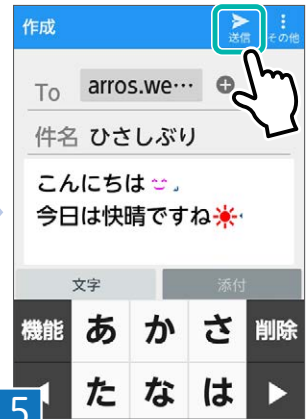 作成
送信 その他
To arros.we…
件名 ひさしぶり
こんにちは
今日は快晴ですね
文字 添付
機能 あ か さ 削除
た な は
5